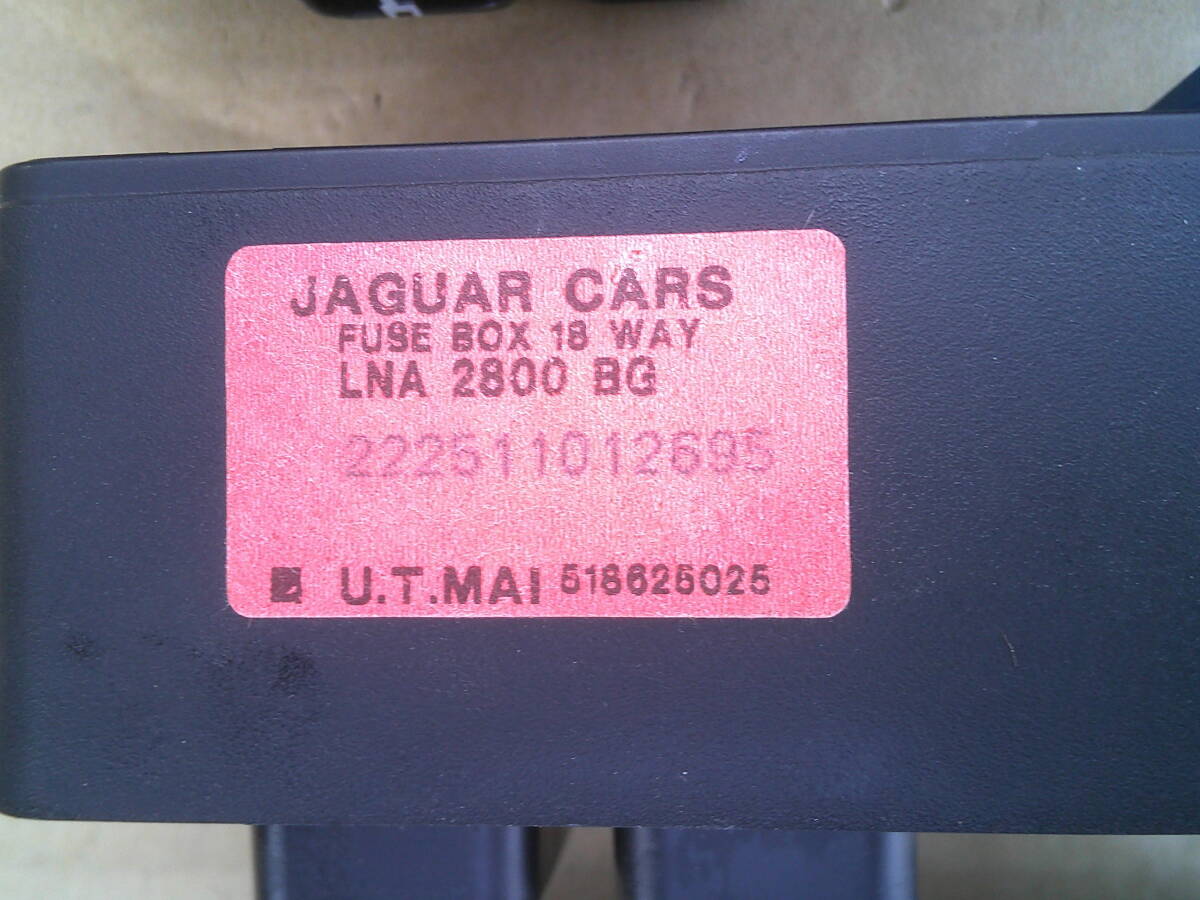 JAGUAR CARS
FUSE BOX 18 WAY
LNA 2800 BG
222511012695
U.T.MAI 518625025